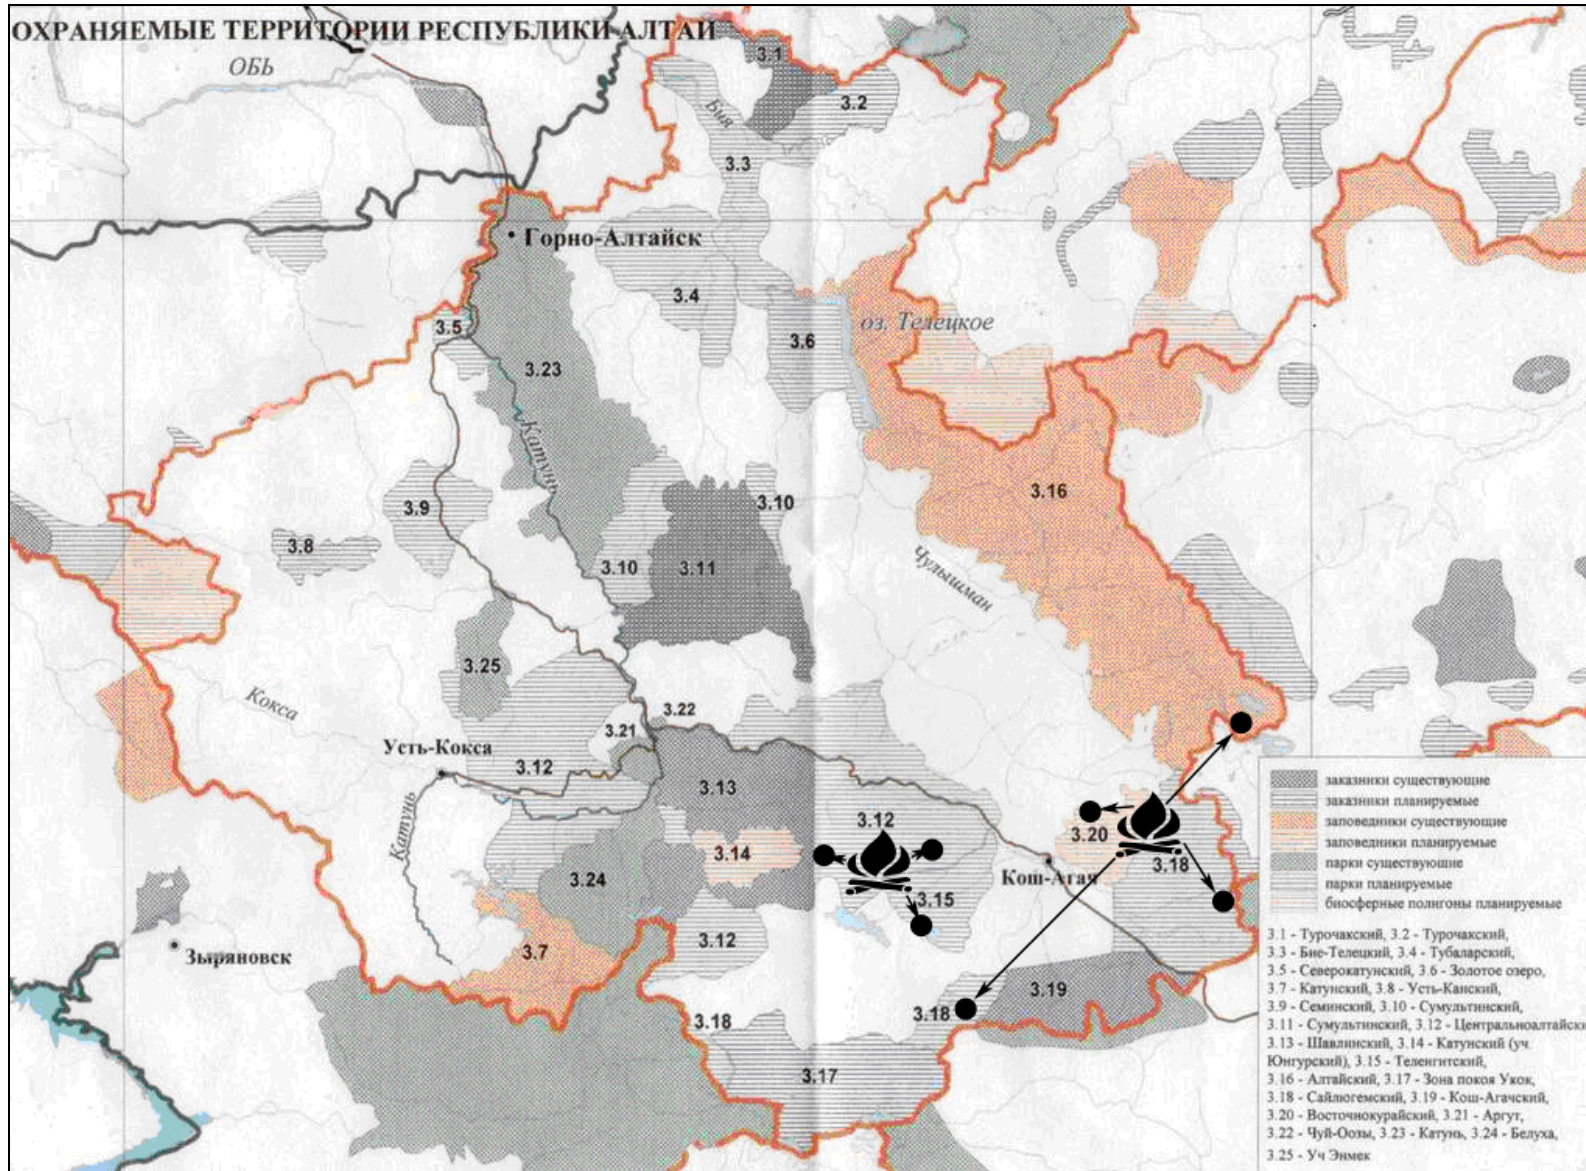 ОХРАНЯЕМЫЕ ТЕРРИТОРИИ РЕСПУБЛИКИ АЛТАЙ
ОБЬ
3.1
3.2
Бия
3.3
Горно-Алтайск
3.4
3.5
оз. Телецкое
3.6
3.23
Катунь
3.16
3.10
3.9
3.8
3.10
3.11
Чулышман
3.25
Кокса
3.22
3.21
Усть-Кокса
3.12
3.13
Катунь
3.12
3.20
3.14
3.18
Кош-Агач
3.24
3.15
3.12
Зыряновск
3.7
3.19
3.18
3.18
3.17
заказники существующие
заказники планируемые
заповедники существующие
заповедники планируемые
парки существующие
парки планируемые
биосферные полигоны планируемые
3.1 - Турочакский, 3.2 - Турочакский,
3.3 - Бие-Телецкий, 3.4 - Тубаларский,
3.5 - Северокатунский, 3.6 - Золотое озеро,
3.7 - Катунский, 3.8 - Усть-Канский,
3.9 - Семинский, 3.10 - Сумультинский,
3.11 - Сумультинский, 3.12 - Центральноалтайски
3.13 - Шавлинский, 3.14 - Катунский (уч
Юнгурский), 3.15 - Теленгитский,
3.16 - Алтайский, 3.17 - Зона покоя Укок,
3.18 - Сайлюгемский, 3.19 - Кош-Агачский,
3.20 - Восточнокурайский, 3.21 - Аргут,
3.22 - Чуй-Оозы, 3.23 - Катунь, 3.24 - Белуха,
3.25 - Уч Энмек